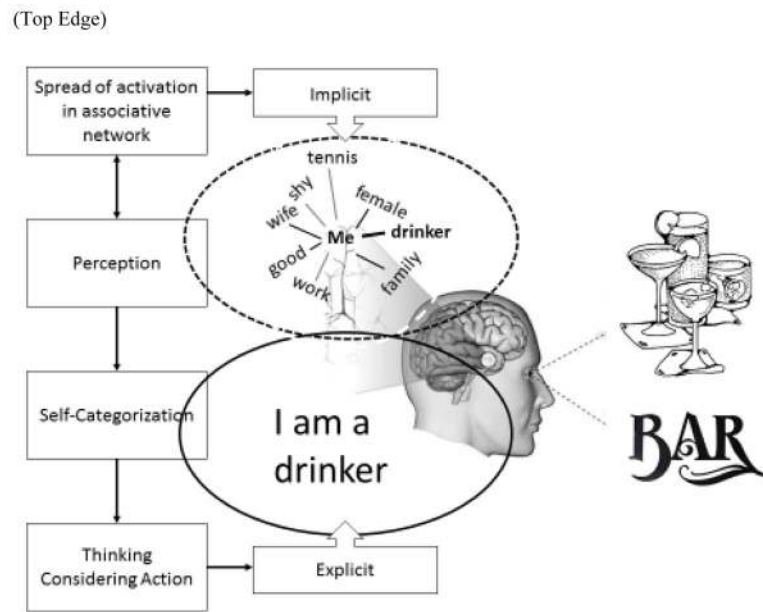 (Top Edge)
Spread of activation
in associative
network
Implicit
tennis
shy
female
wife
Me
drinker
good
family
work
Perception
Self-Categorization
I am a
drinker
BAR
Thinking
Considering Action
Explicit